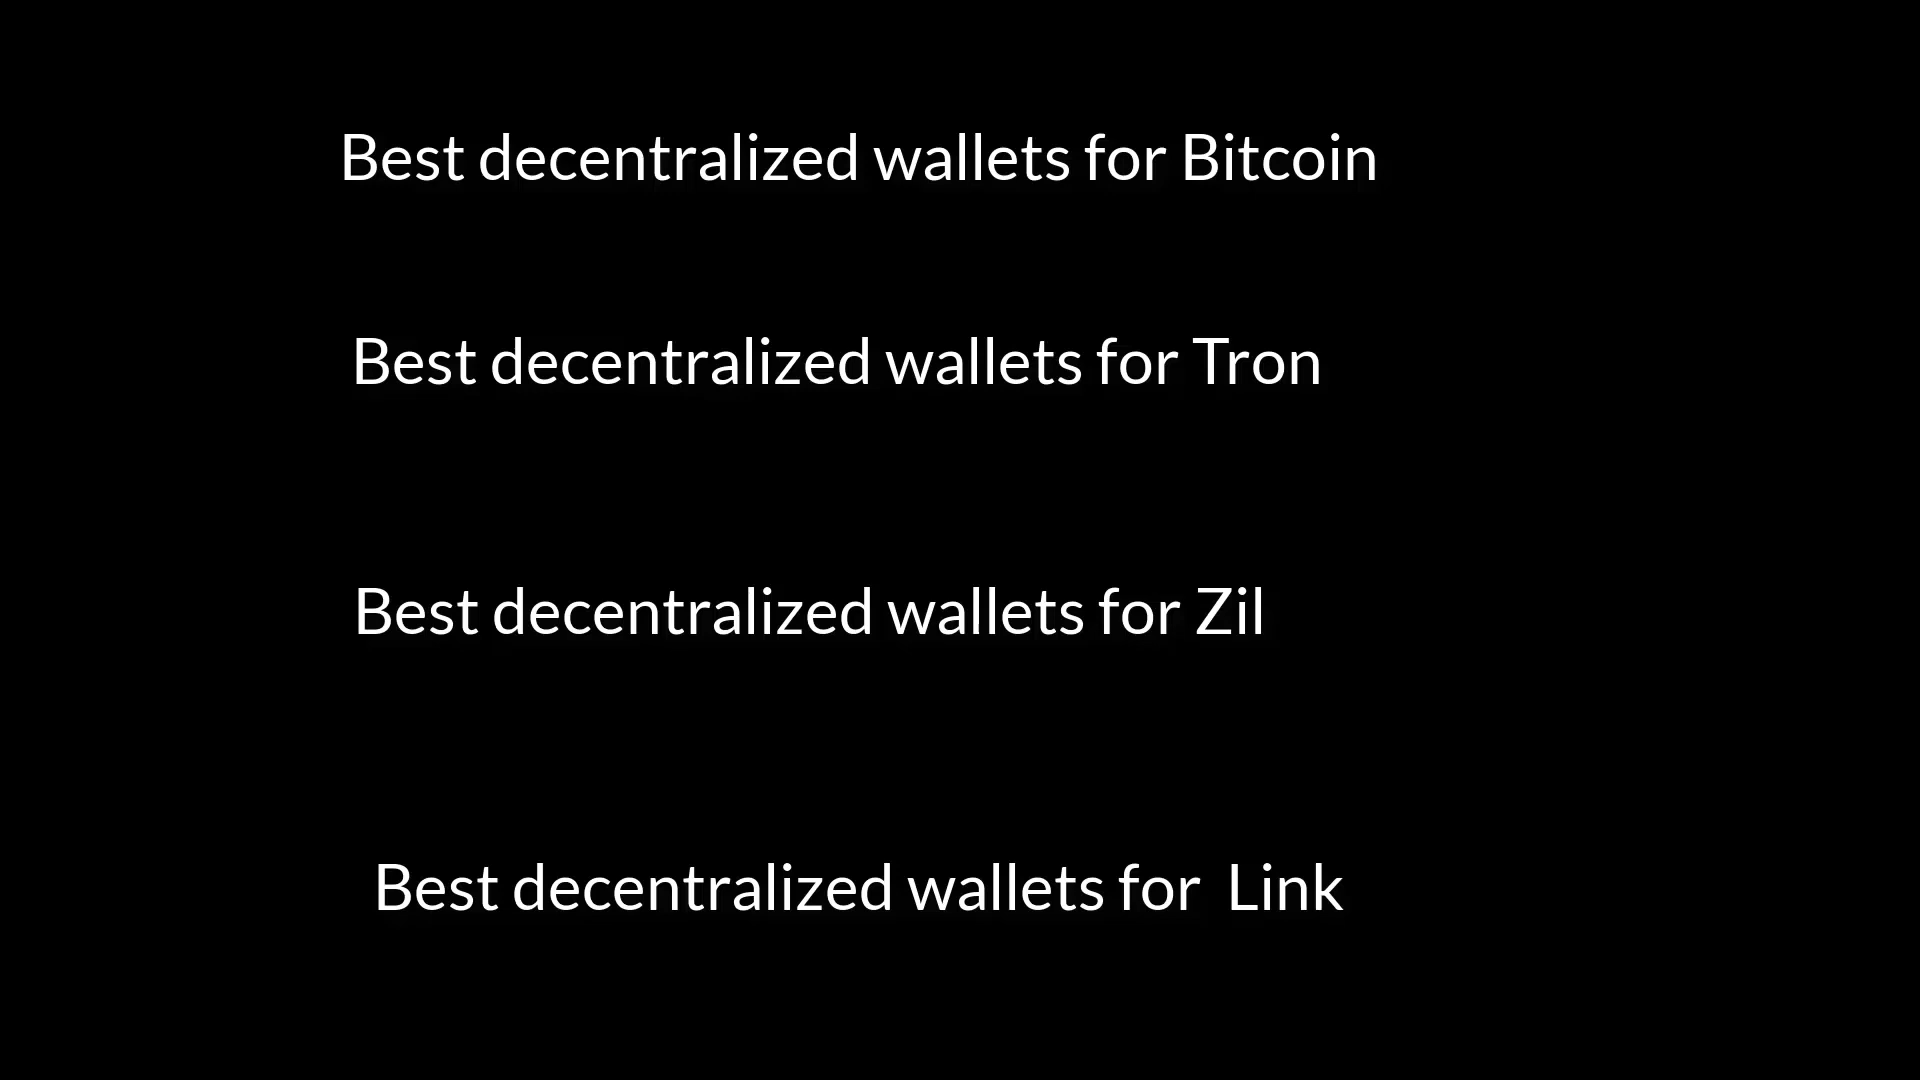 Best decentralized wallets for Bitcoin
Best decentralized wallets for Tron
Best decentralized wallets for Zil
Best decentralized wallets for  Link